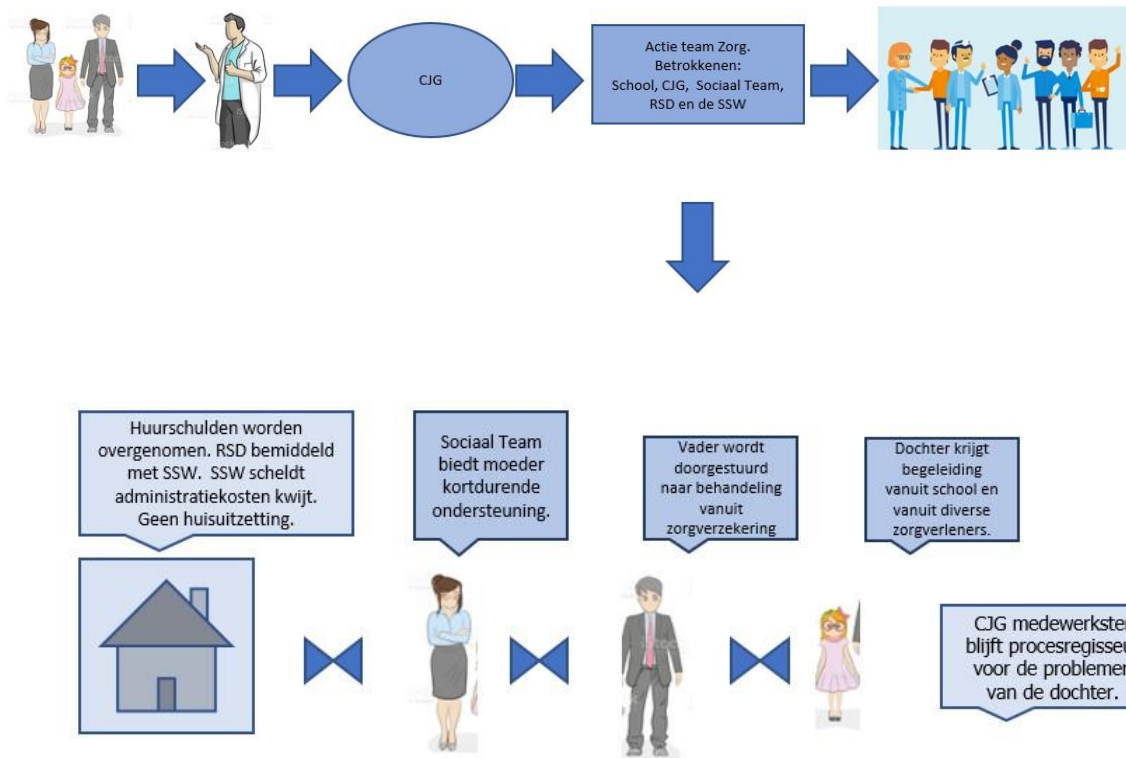 CJG
Actie team Zorg.
Betrokkenen:
School, CJG, Sociaal Team,
RSD en de SSW
Huurschulden worden
overgenomen. RSD bemiddeld
met SSW. SSW scheldt
administratiekosten kwijt.
Geen huisuitzetting.
Sociaal Team
biedt moeder
kortdurende
ondersteuning.
Vader wordt
doorgestuurd
naar behandeling
vanuit
zorgverzekering
Dochter krijgt
begeleiding
vanuit school en
vanuit diverse
zorgverleners.
CJG medewerkster
blijft procesregisseu
voor de problemen
van de dochter.